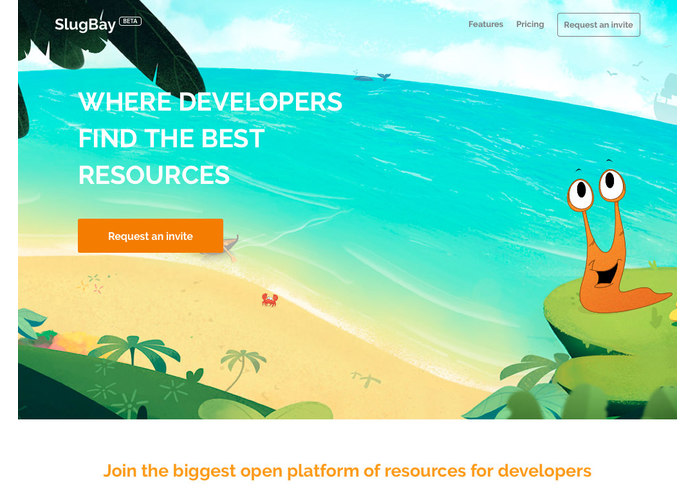 SlugBay BETA
Features Pricing Request an invite
WHERE DEVELOPERS
FIND THE BEST
RESOURCES
Request an invite
Join the biggest open platform of resources for developers